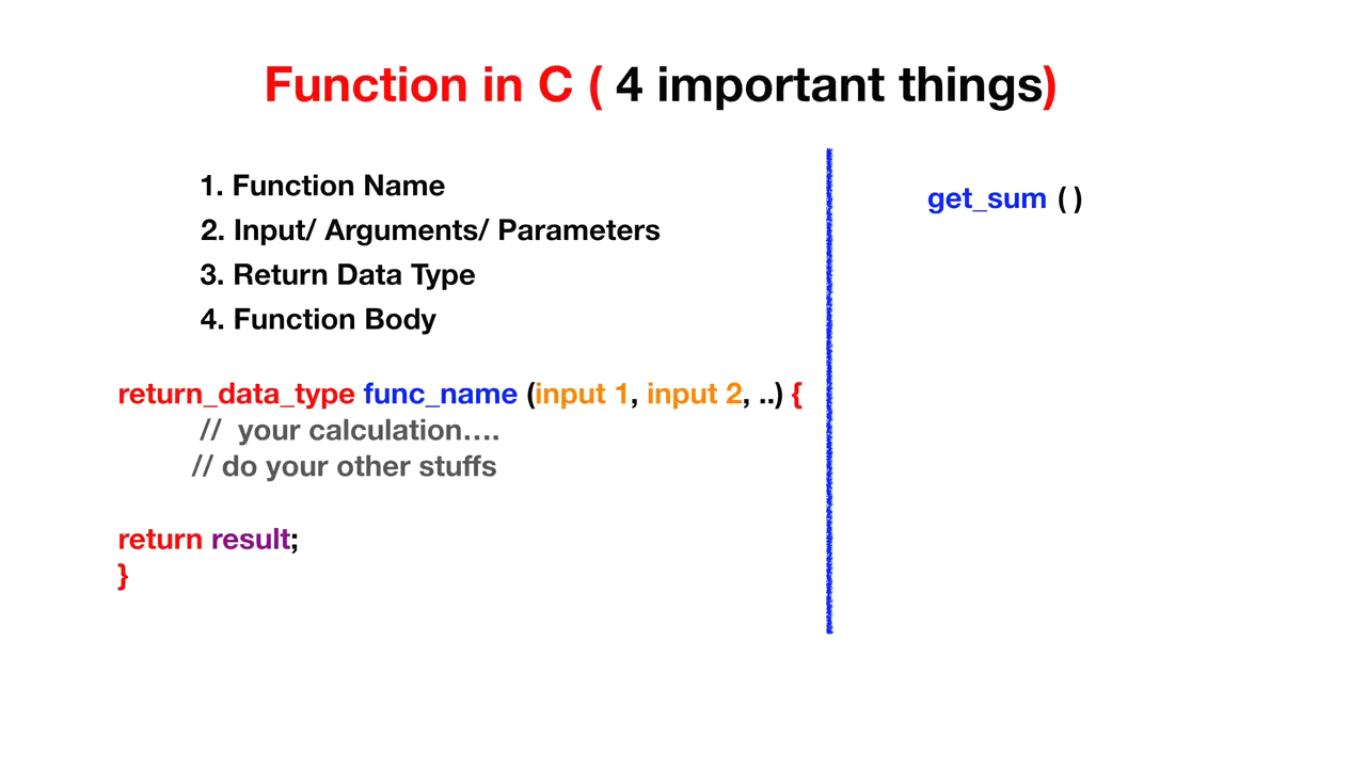 Function in C ( 4 important things)
1. Function Name
2. Input/ Arguments/ Parameters
3. Return Data Type
4. Function Body
return_data_type func_name (input 1, input 2, ..) {
// your calculation....
// do your other stuffs
return result;
}
get_sum ( )